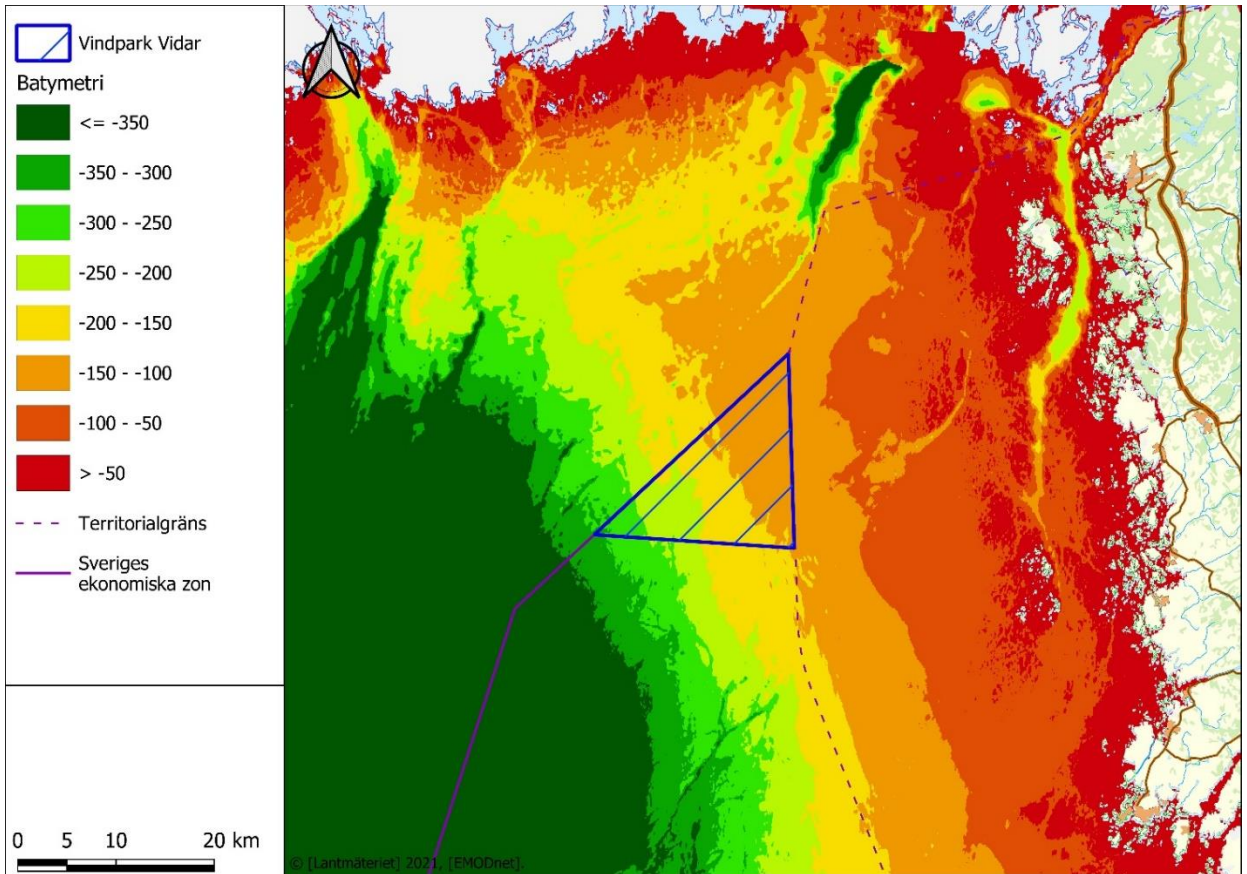 Vindpark Vidar
Batymetri
<= -350
-350 - -300
-300 - -250
-250 - -200
-200 - -150
-150 - -100
-100 - -50
> -50
Territorialgräns
Sveriges
ekonomiska zon
0 5 10 20 km
© [Lantmäteriet] 2021, [EMODnet].